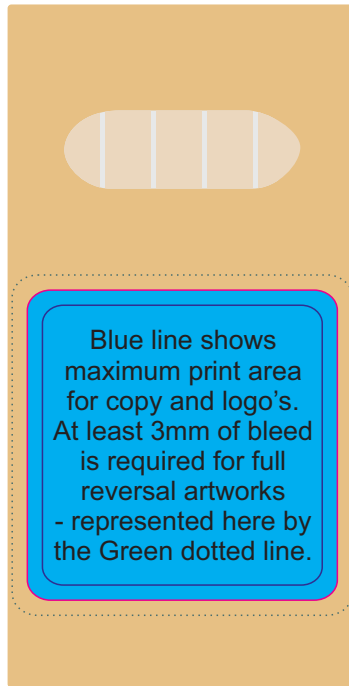 Blue line shows
maximum print area
for copy and logo's.
At least 3mm of bleed
is required for full
reversal artworks
- represented here by
the Green dotted line.